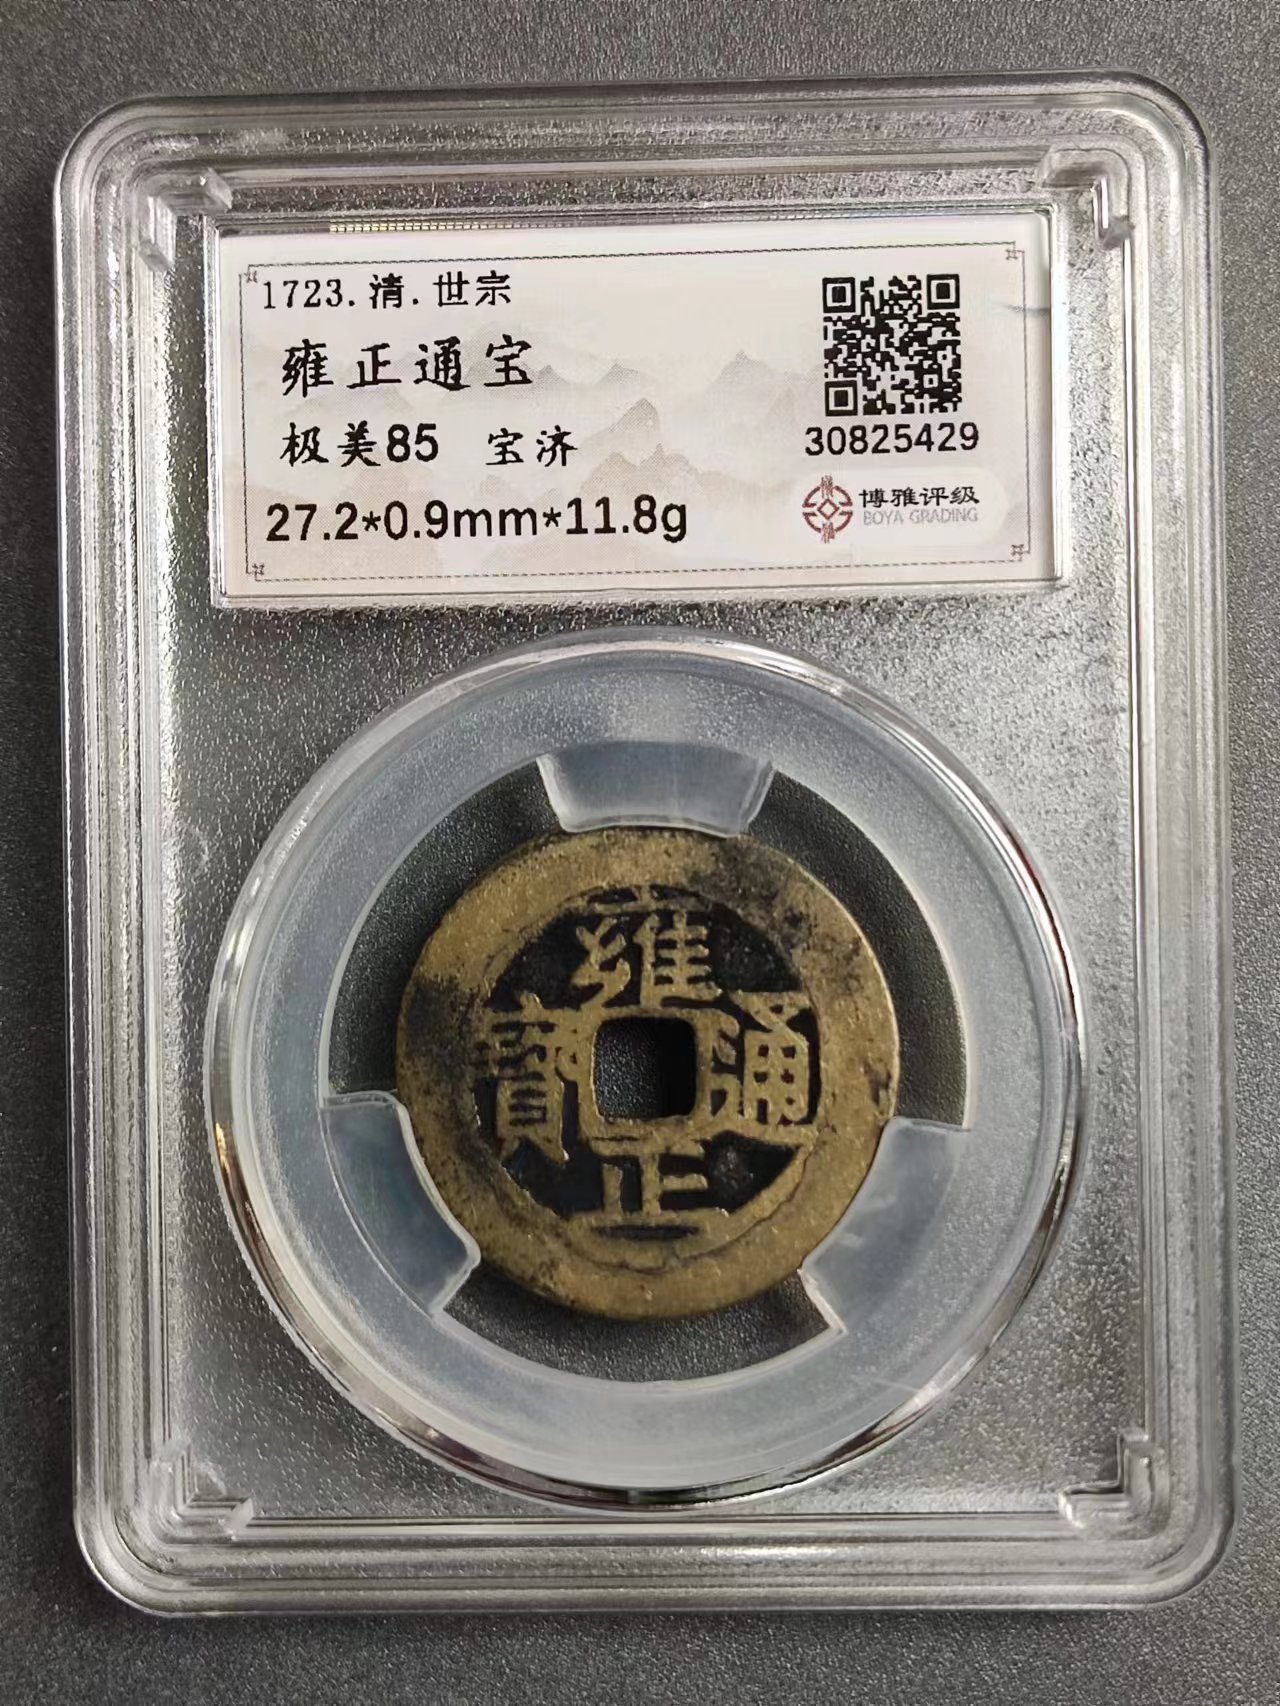 1723.清.世宗
雍正通宝
极美85 宝济
27.2*0.9mm*11.8g
30825429
博雅评级
BOYA GRADING
雍正通寶